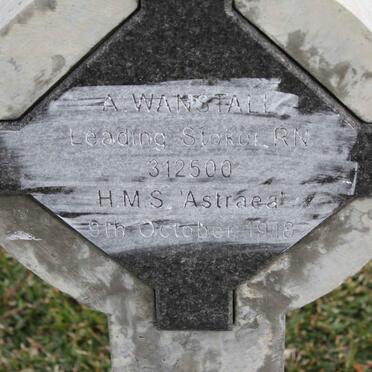 A. WANSTALL
Leading Stoker, RN
312500
H.M.S. 'Astraea'
9th October 1918